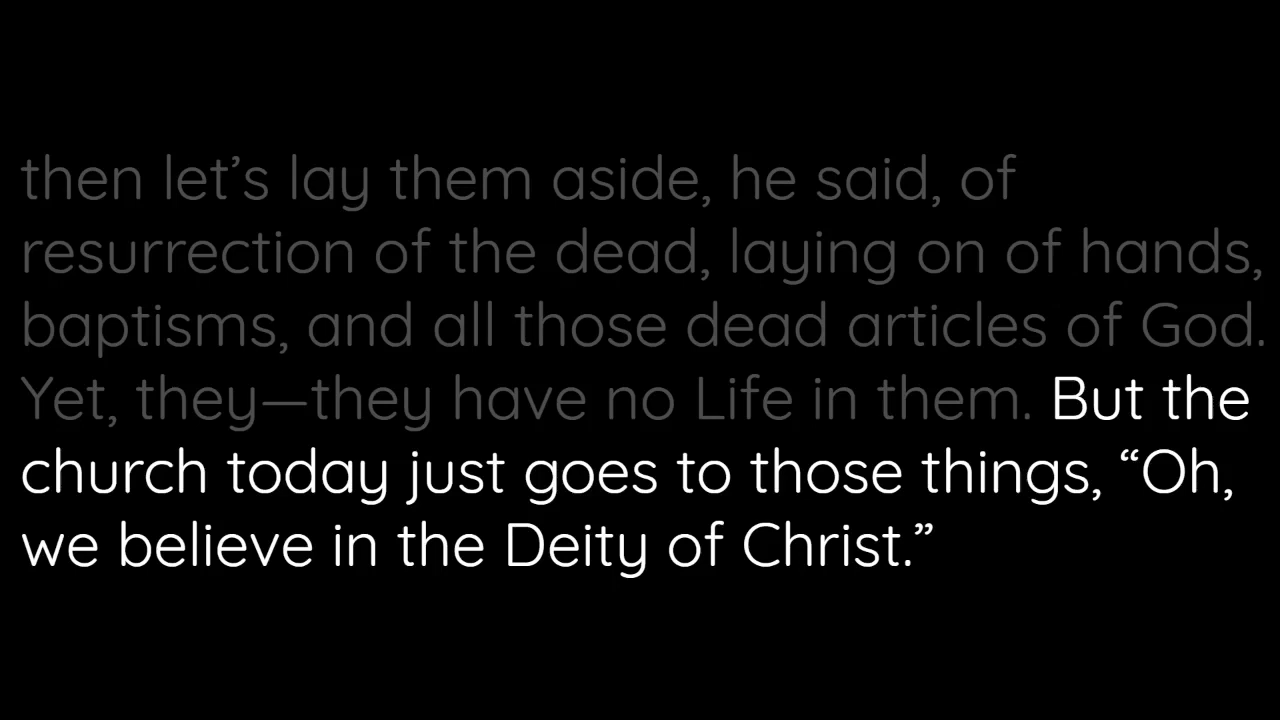 then let’s lay them aside, he said, of
resurrection of the dead, laying on of hands,
baptisms, and all those dead articles of God.
Yet, they—they have no Life in them. But the
church today just goes to those things, “Oh,
we believe in the Deity of Christ.”